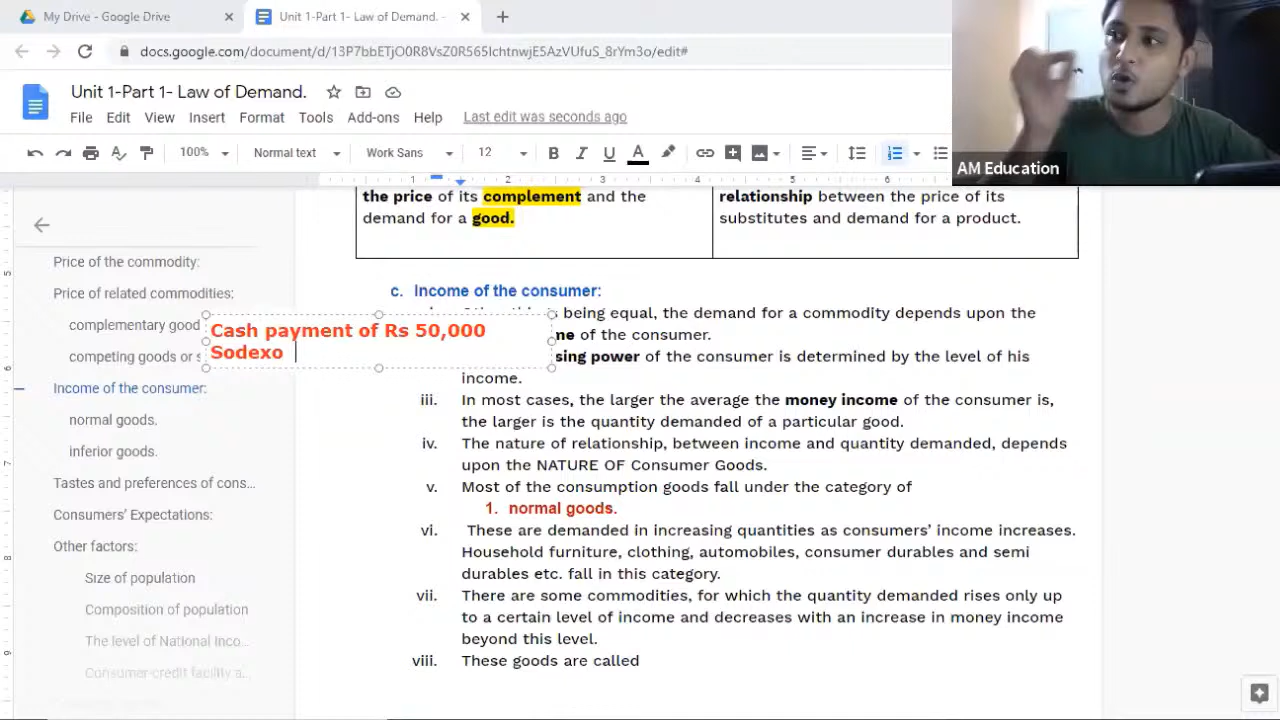 My Drive - Google Drive
Unit 1-Part 1- Law of Demand. -
docs.google.com/document/d/13P7bbETjO0R8VsZ0R565lchtnwjE5AzVUfuS_8rYm3o/edit#
Unit 1-Part 1- Law of Demand.
File Edit View Insert Format Tools Add-ons Help Last edit was seconds ago
100% Normal text Work Sans 12 B I U A
1 2 3 4 5 6
AM Education
Price of the commodity:
Price of related commodities:
complementary good
competing goods or s
Income of the consumer:
normal goods.
inferior goods.
Tastes and preferences of cons...
Consumers' Expectations:
Other factors:
Size of population
Composition of population
The level of National Inco...
Consumer-credit facility a...
5
6
7
8
9
the price of its complement and the
demand for a good.
relationship between the price of its
substitutes and demand for a product.
c. Income of the consumer:
being equal, the demand for a commodity depends upon the
me of the consumer.
sing power of the consumer is determined by the level of his
income.
Cash payment of Rs 50,000
Sodexo
iii. In most cases, the larger the average the money income of the consumer is,
the larger is the quantity demanded of a particular good.
iv. The nature of relationship, between income and quantity demanded, depends
upon the NATURE OF Consumer Goods.
v. Most of the consumption goods fall under the category of
1. normal goods.
vi. These are demanded in increasing quantities as consumers' income increases.
Household furniture, clothing, automobiles, consumer durables and semi
durables etc. fall in this category.
vii. There are some commodities, for which the quantity demanded rises only up
to a certain level of income and decreases with an increase in money income
beyond this level.
viii. These goods are called